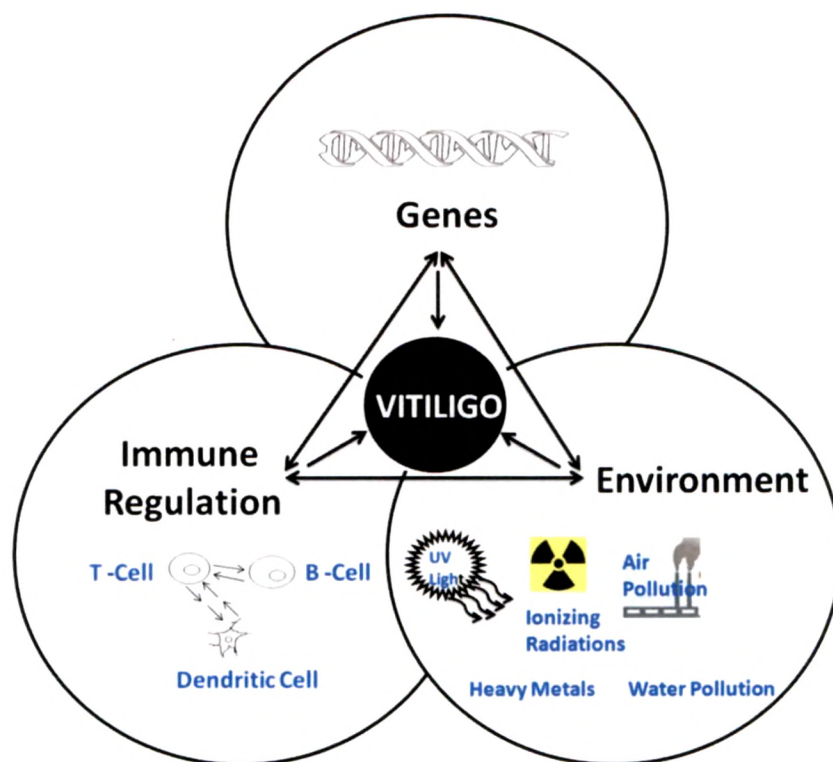 Genes
VITILIGO
Immune
Regulation
T -Cell
B -Cell
Dendritic Cell
Environment
UV
Light
Ionizing
Radiations
Air
Pollution
Heavy Metals
Water Pollution